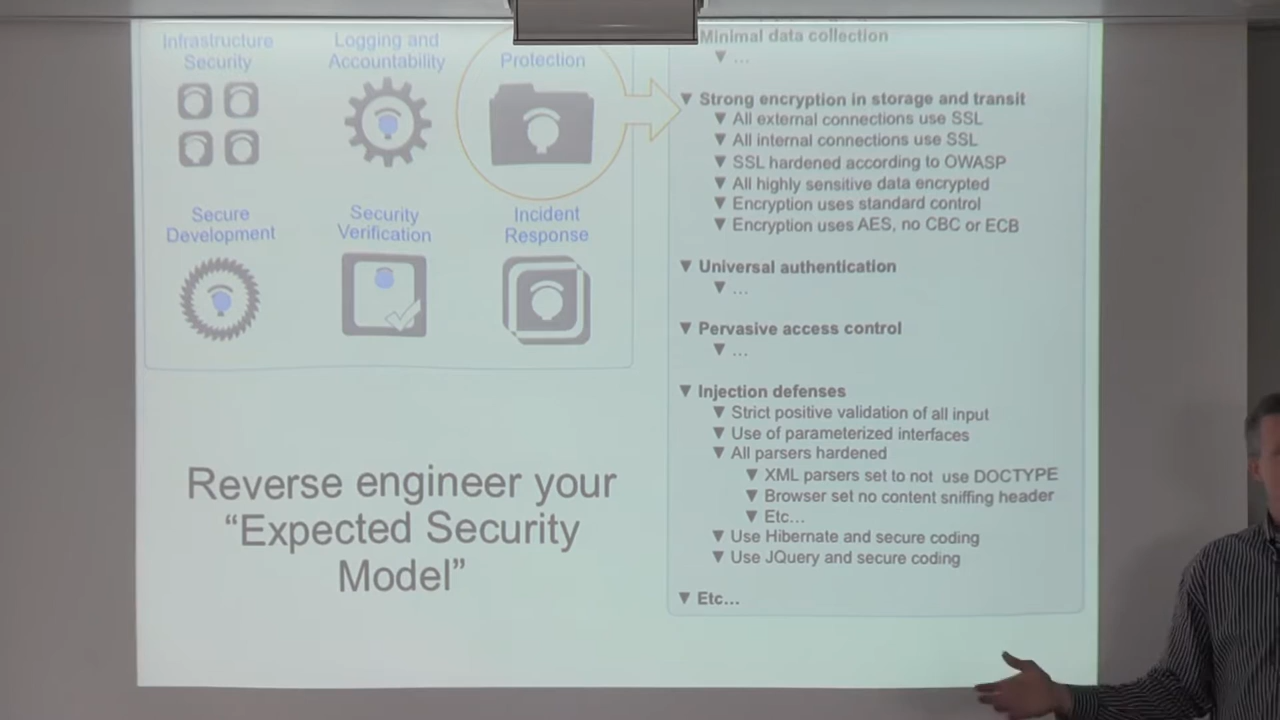 Infrastructure
Security
Logging and
Accountability
Protection
Secure
Development
Security
Verification
Incident
Response
Reverse engineer your
“Expected Security
Model”
Minimal data collection
▼ ...
▼ Strong encryption in storage and transit
▼ All external connections use SSL
▼ All internal connections use SSL
▼ SSL hardened according to OWASP
▼ All highly sensitive data encrypted
▼ Encryption uses standard control
▼ Encryption uses AES, no CBC or ECB
▼ Universal authentication
▼ ...
▼ Pervasive access control
▼ ...
▼ Injection defenses
▼ Strict positive validation of all input
▼ Use of parameterized interfaces
▼ All parsers hardened
▼ XML parsers set to not use DOCTYPE
▼ Browser set no content sniffing header
▼ Etc...
▼ Use Hibernate and secure coding
▼ Use JQuery and secure coding
▼ Etc...